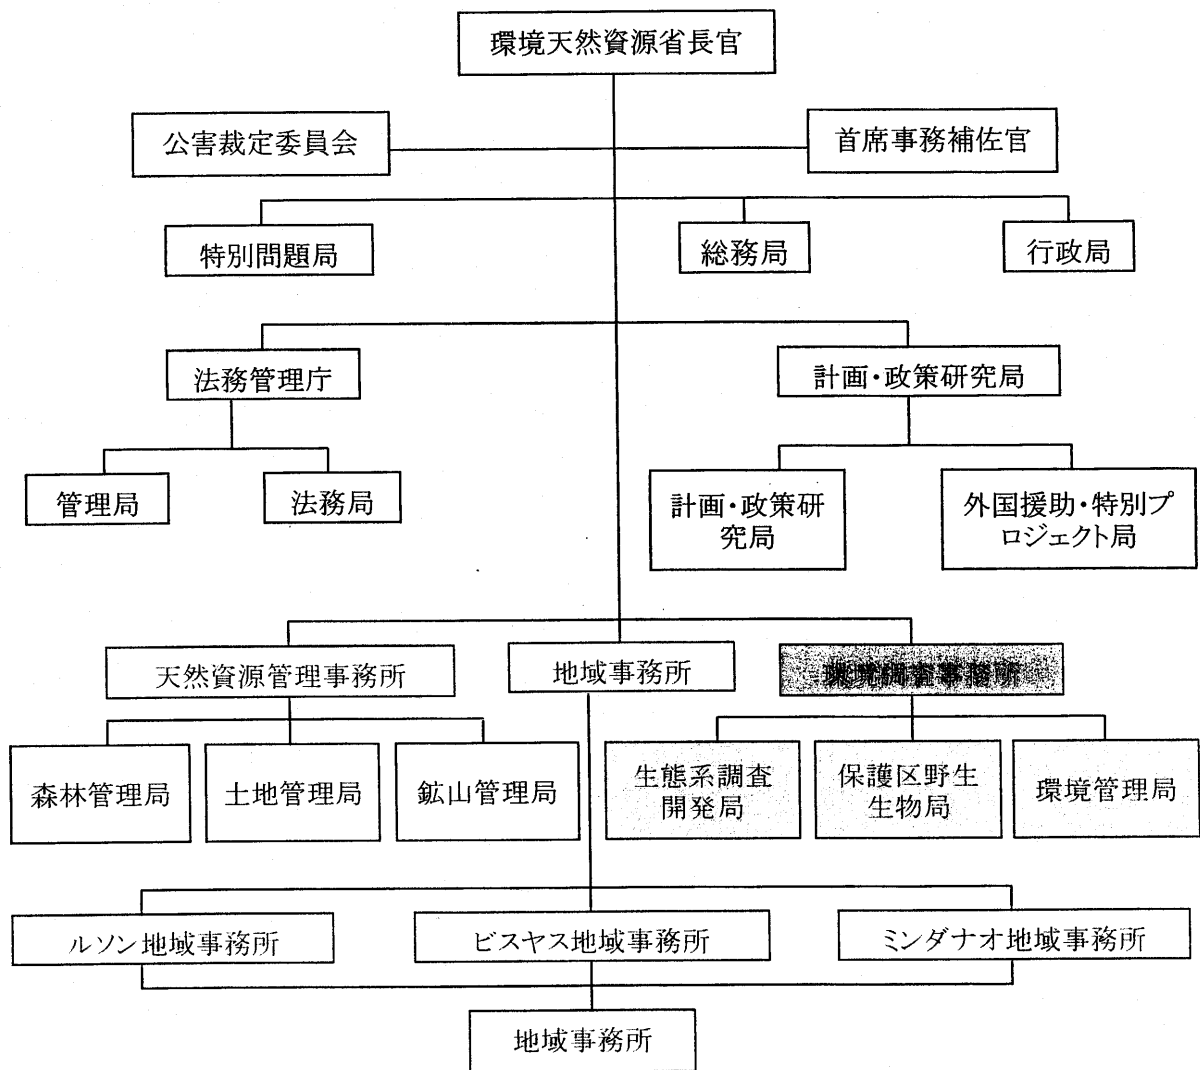 環境天然資源省長官
公害裁定委員会
首席事務補佐官
特別問題局
総務局
行政局
法務管理庁
計画・政策研究局
管理局
法務局
計画・政策研
究局
外国援助・特別プ
ロジェクト局
天然資源管理事務所
地域事務所
環境調査事務所
森林管理局
土地管理局
鉱山管理局
生態系調査
開発局
保護区野生
生物局
環境管理局
ルソン地域事務所
ビスヤス地域事務所
ミンダナオ地域事務所
地域事務所